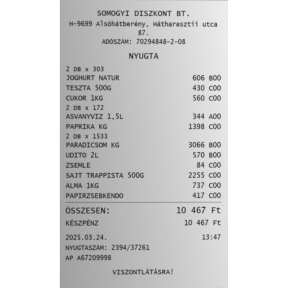 SOMOGYI DISZKONT BT.
H-9699 Alsóhátberény, Hátharasztii utca
87.
ADÓSZÁM: 70294848-2-08
NYUGTA
2 DB x 303
JOGHURT NATUR 606 B00
TESZTA 500G 430 C00
CUKOR 1KG 560 C00
2 DB x 172
ASVANYVIZ 1,5L 344 A00
PAPRIKA KG 1398 C00
2 DB x 1533
PARADICSOM KG 3066 B00
UDITO 2L 570 B00
ZSEMLE 84 C00
SAJT TRAPPISTA 500G 2255 C00
ALMA 1KG 737 C00
PAPIRZSEBKENDO 417 C00
ÖSSZESEN: 10 467 Ft
KÉSZPÉNZ 10 467 Ft
2025.03.24. 13:47
NYUGTASZÁM: 2394/37261
AP A67209998
VISZONTLÁTÁSRA!